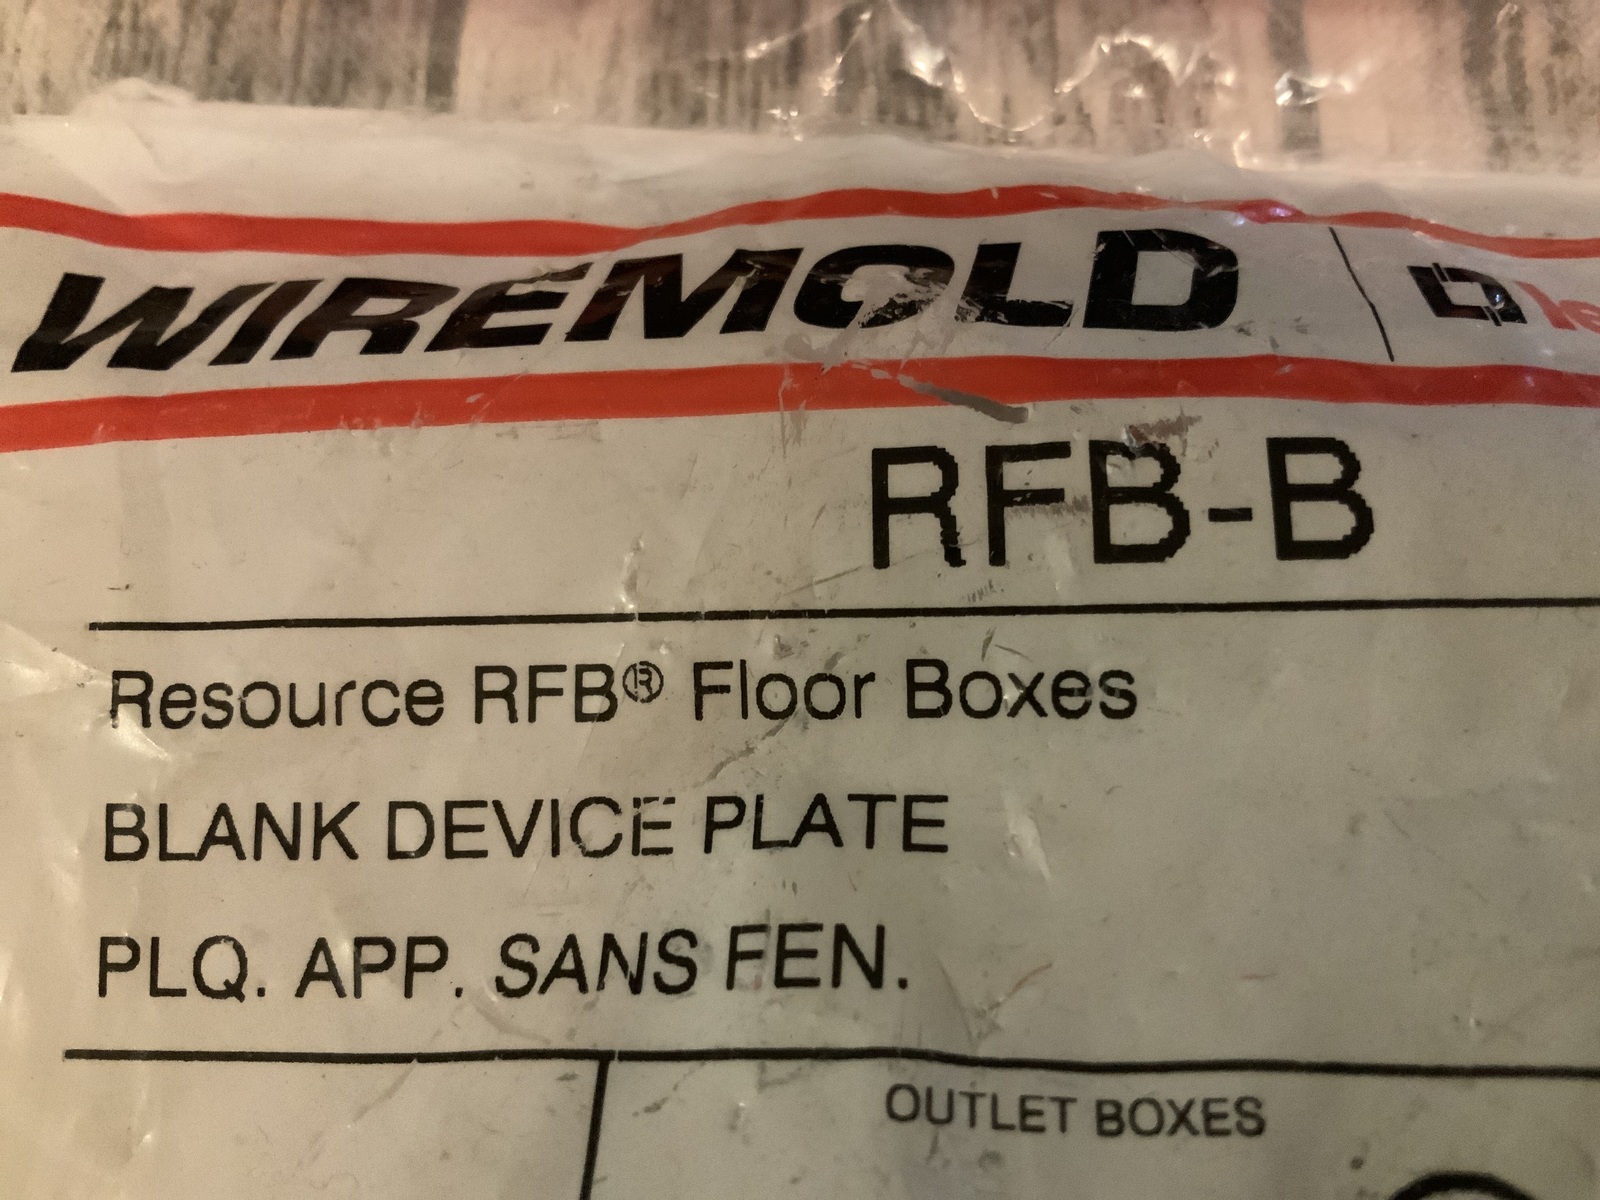 WIREMOLD
RFB-B
Resource RFB® Floor Boxes
BLANK DEVICE PLATE
PLQ. APP. SANS FEN.
OUTLET BOXES